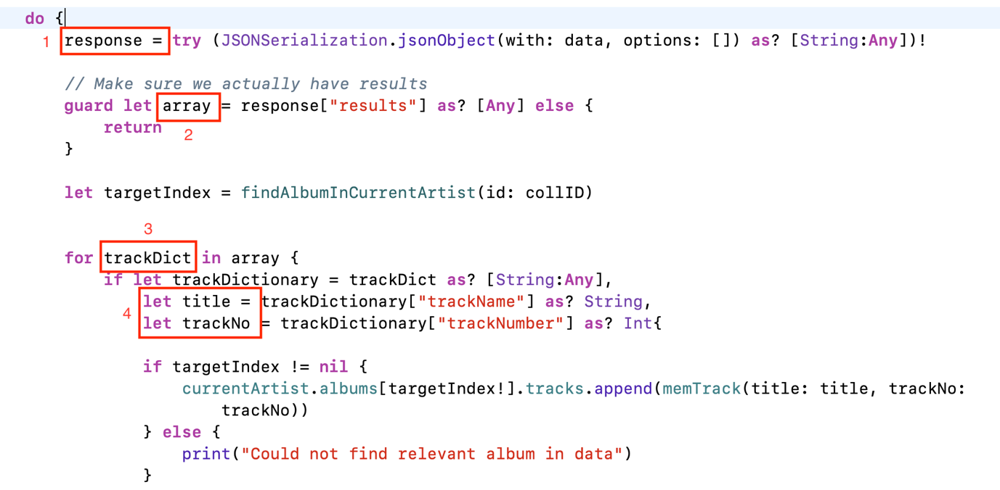 do {
1 response = try (JSONSerialization.jsonObject(with: data, options: []) as? [String:Any])!
// Make sure we actually have results
guard let array = response["results"] as? [Any] else {
return
2
}
let targetIndex = findAlbumInCurrentArtist(id: collID)
3
for trackDict in array {
if let trackDictionary = trackDict as? [String:Any],
let title = trackDictionary["trackName"] as? String,
4
let trackNo = trackDictionary["trackNumber"] as? Int{
if targetIndex != nil {
currentArtist.albums[targetIndex!].tracks.append(memTrack(title: title, trackNo:
trackNo))
} else {
print("Could not find relevant album in data")
}